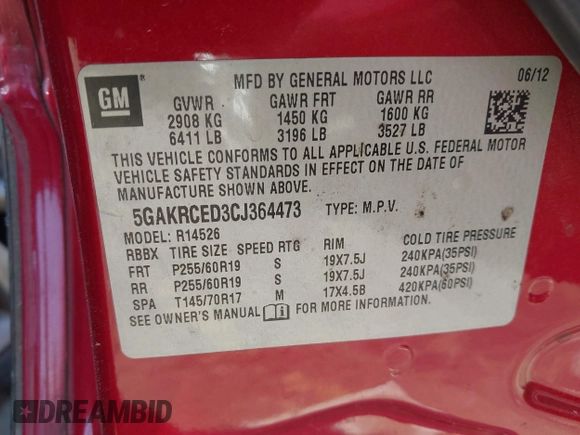 GM
MFD BY GENERAL MOTORS LLC 06/12
GVWR GAWR FRT GAWR RR
2908 KG 1450 KG 1600 KG
6411 LB 3196 LB 3527 LB
THIS VEHICLE CONFORMS TO ALL APPLICABLE U.S. FEDERAL MOTOR
VEHICLE SAFETY STANDARDS IN EFFECT ON THE DATE OF
MANUFACTURE SHOWN ABOVE.
5GAKRCED3CJ364473 TYPE: M.P.V.
MODEL: R14526
RBBX TIRE SIZE SPEED RTG RIM COLD TIRE PRESSURE
FRT P255/60R19 S 19X7.5J 240KPA(35PSI)
RR P255/60R19 S 19X7.5J 240KPA(35PSI)
SPA T145/70R17 M 17X4.5B 420KPA(60PSI)
SEE OWNER'S MANUAL FOR MORE INFORMATION.
DREAMBID